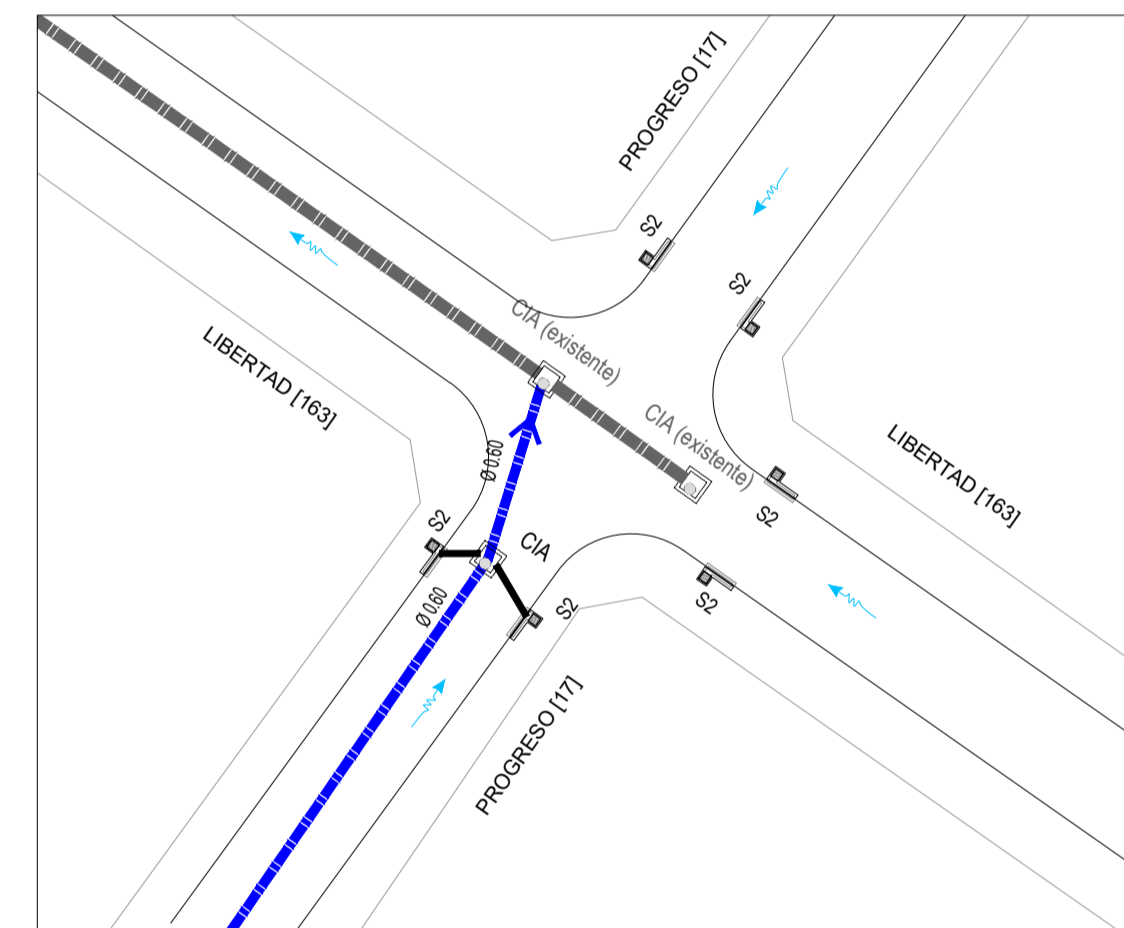 PROGRESO [17]
S2
S2
CIA (existente)
LIBERTAD [163]
CIA (existente)
LIBERTAD [163]
Ø 0.60
S2
S2
CIA
S2
S2
Ø 0.60
PROGRESO [17]